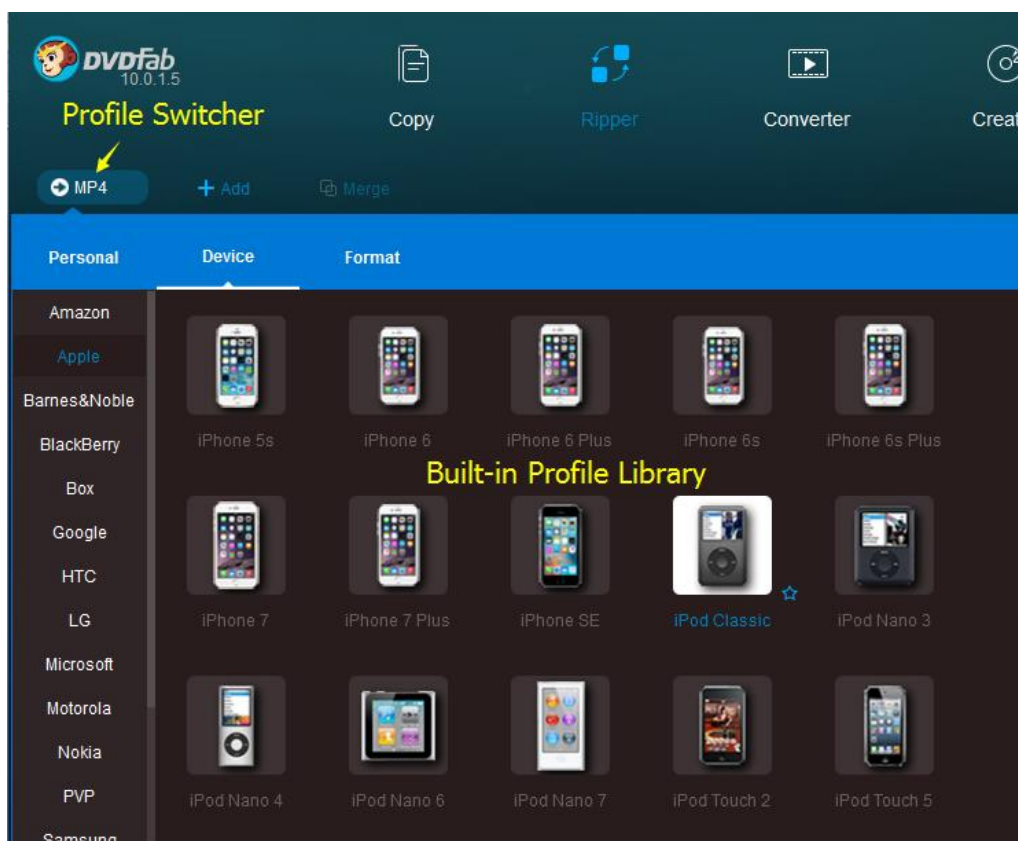 DVDFab
10.0.1.5
Profile Switcher
Copy
Ripper
Converter
Creat
MP4
Add
Merge
Personal
Device
Format
Amazon
Apple
Barnes&Noble
BlackBerry
Box
Google
HTC
LG
Microsoft
Motorola
Nokia
PVP
Samsung
iPhone 5s
iPhone 6
iPhone 6 Plus
iPhone 6s
iPhone 6s Plus
Built-in Profile Library
iPhone 7
iPhone 7 Plus
iPhone SE
iPod Classic
iPod Nano 3
iPod Nano 4
iPod Nano 6
iPod Nano 7
iPod Touch 2
iPod Touch 5